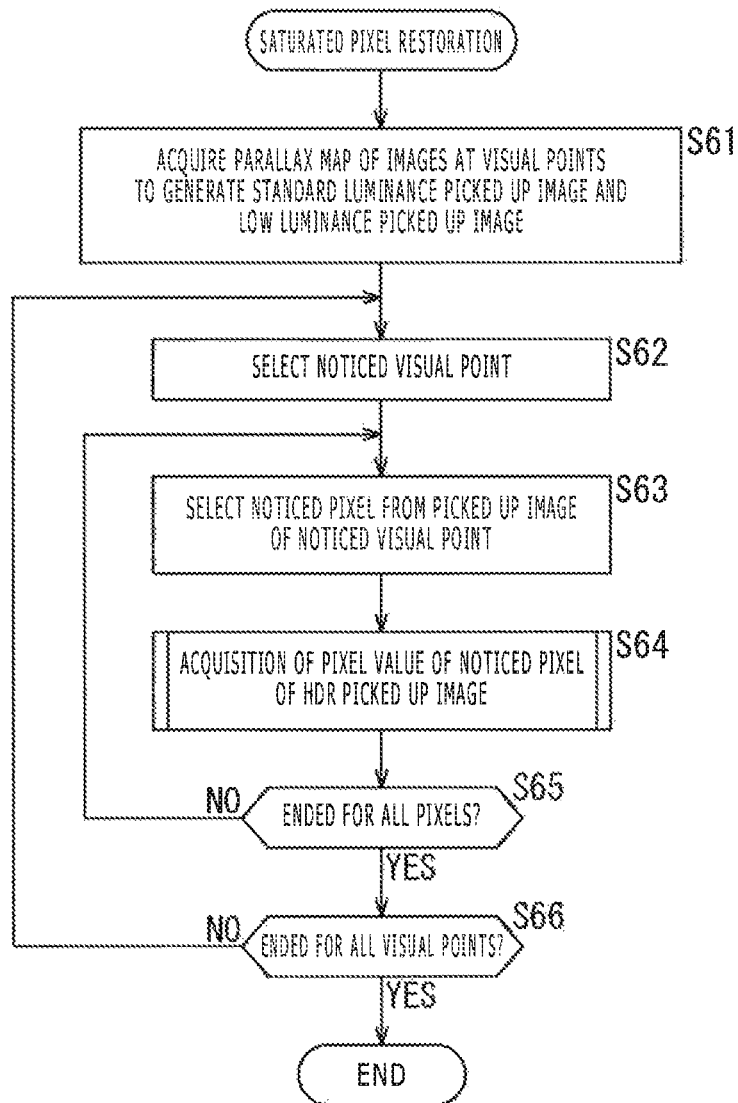 SATURATED PIXEL RESTORATION
S61
ACQUIRE PARALLAX MAP OF IMAGES AT VISUAL POINTS
TO GENERATE STANDARD LUMINANCE PICKED UP IMAGE AND
LOW LUMINANCE PICKED UP IMAGE
S62
SELECT NOTICED VISUAL POINT
S63
SELECT NOTICED PIXEL FROM PICKED UP IMAGE
OF NOTICED VISUAL POINT
S64
ACQUISITION OF PIXEL VALUE OF NOTICED PIXEL
OF HDR PICKED UP IMAGE
S65
NO
ENDED FOR ALL PIXELS?
YES
S66
NO
ENDED FOR ALL VISUAL POINTS?
YES
END